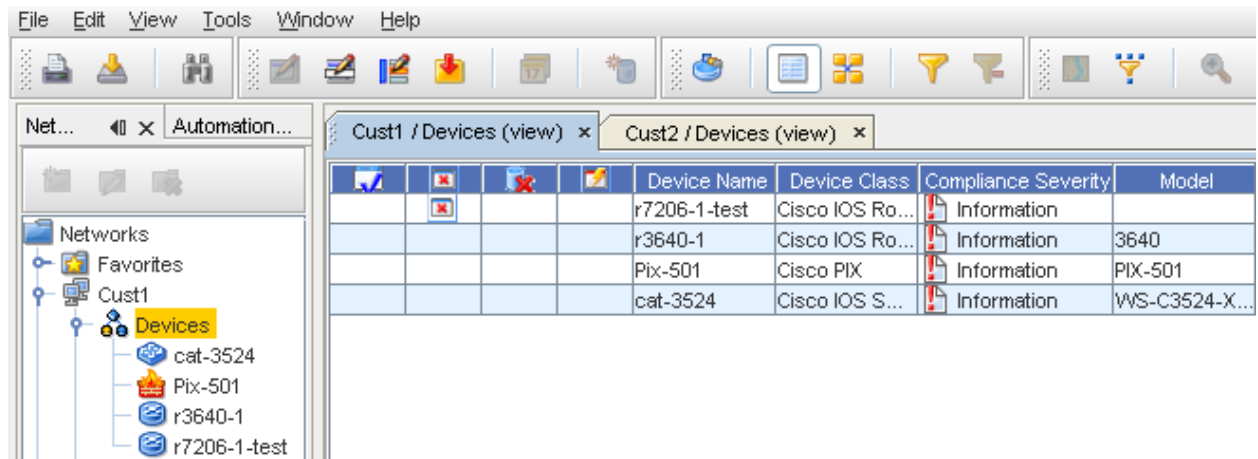 File Edit View Tools Window Help
17
Net... Automation...
Cust1 / Devices (view) Cust2 / Devices (view)
Device Name Device Class Compliance Severity Model
r7206-1-test Cisco IOS Ro... Information
r3640-1 Cisco IOS Ro... Information 3640
Pix-501 Cisco PIX Information PIX-501
cat-3524 Cisco IOS S... Information WS-C3524-X...
Networks
Favorites
Cust1
Devices
cat-3524
Pix-501
r3640-1
r7206-1-test